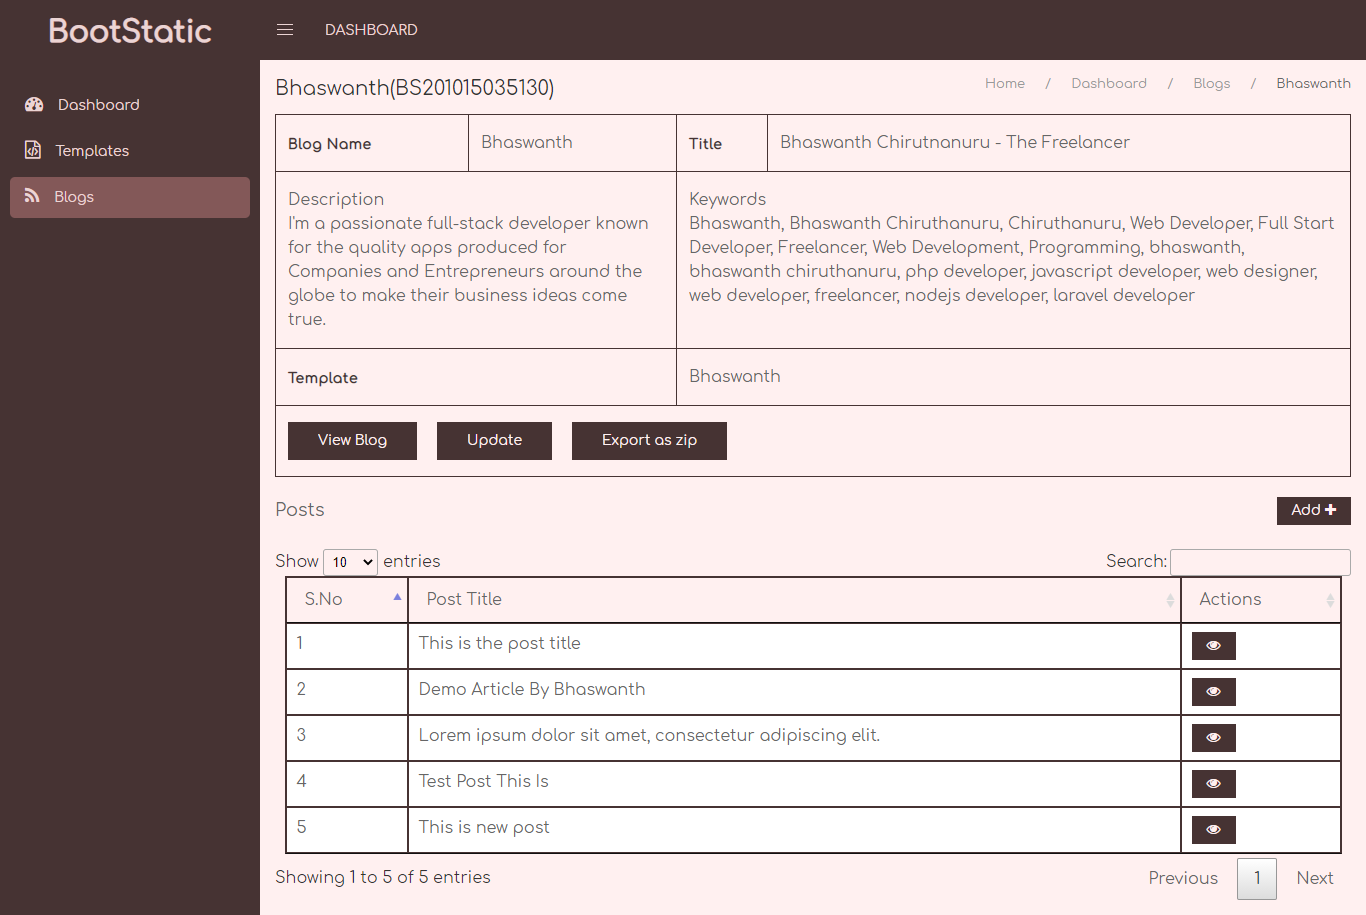 BootStatic
DASHBOARD
Dashboard
Templates
Blogs
Bhaswanth(BS201015035130)
Home / Dashboard / Blogs / Bhaswanth
Blog Name Bhaswanth Title Bhaswanth Chirutnanuru - The Freelancer
Description
I'm a passionate full-stack developer known
for the quality apps produced for
Companies and Entrepreneurs around the
globe to make their business ideas come
true.
Keywords
Bhaswanth, Bhaswanth Chiruthanuru, Chiruthanuru, Web Developer, Full Start
Developer, Freelancer, Web Development, Programming, bhaswanth,
bhaswanth chiruthanuru, php developer, javascript developer, web designer,
web developer, freelancer, nodejs developer, laravel developer
Template Bhaswanth
View Blog Update Export as zip
Posts Add
Show 10 entries Search:
S.No Post Title Actions
1 This is the post title
2 Demo Article By Bhaswanth
3 Lorem ipsum dolor sit amet, consectetur adipiscing elit.
4 Test Post This Is
5 This is new post
Showing 1 to 5 of 5 entries Previous 1 Next